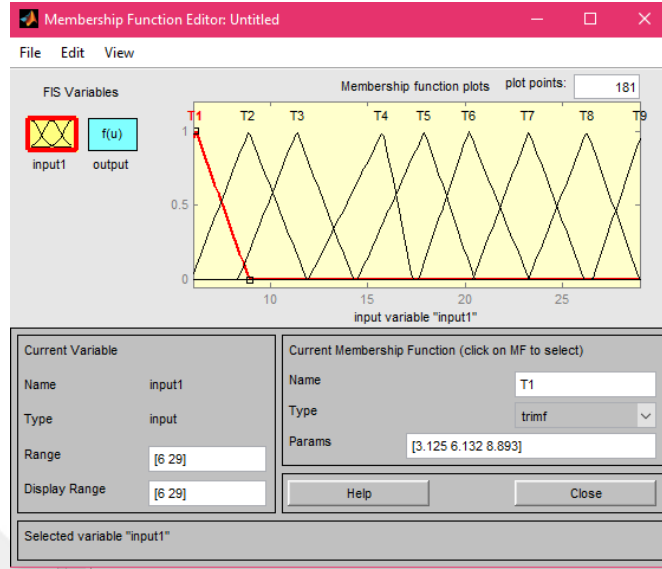 Membership Function Editor: Untitled
File Edit View
FIS Variables
f(u)
input1 output
Membership function plots plot points: 181
T1 T2 T3 T4 T5 T6 T7 T8 T9
1
0.5
0
10 15 20 25
input variable "input1"
Current Variable
Name input1
Type input
Range [6 29]
Display Range [6 29]
Current Membership Function (click on MF to select)
Name T1
Type trimf
Params [3.125 6.132 8.893]
Help Close
Selected variable "input1"